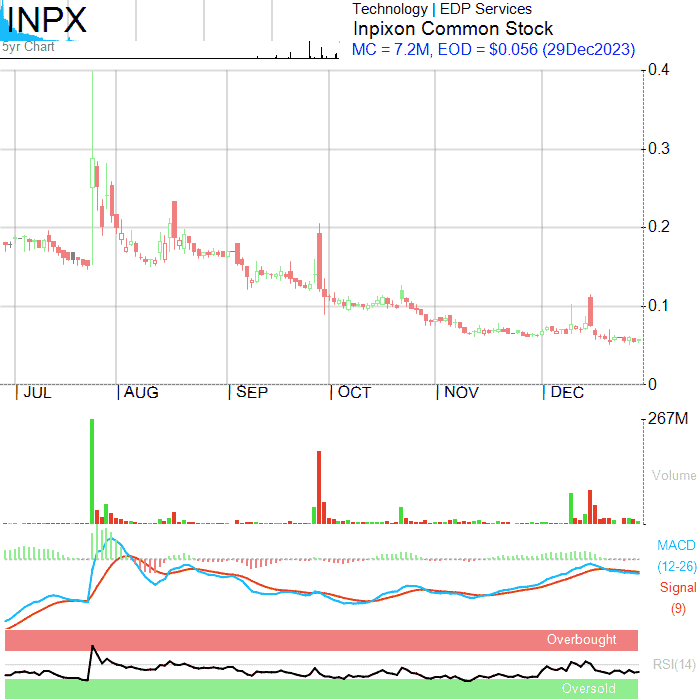 INPX
5yr Chart
Technology | EDP Services
Inpixon Common Stock
MC = 7.2M, EOD = $0.056 (29Dec2023)
0.4
0.3
0.2
0.1
0
JUL AUG SEP OCT NOV DEC
267M
Volume
MACD
(12-26)
Signal
(9)
Overbought
RSI(14)
Oversold